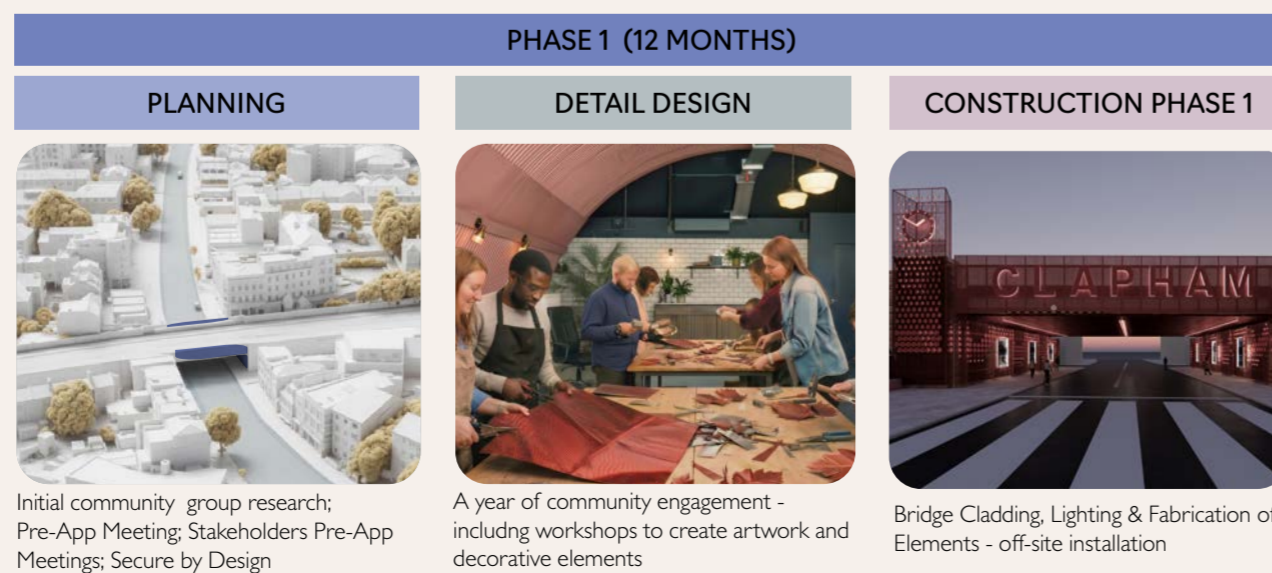 PHASE 1 (12 MONTHS)
PLANNING
DETAIL DESIGN
CONSTRUCTION PHASE 1
CLAPHAM
Initial community group research;
Pre-App Meeting; Stakeholders Pre-App
Meetings; Secure by Design
A year of community engagement -
includng workshops to create artwork and
decorative elements
Bridge Cladding, Lighting & Fabrication of
Elements - off-site installation